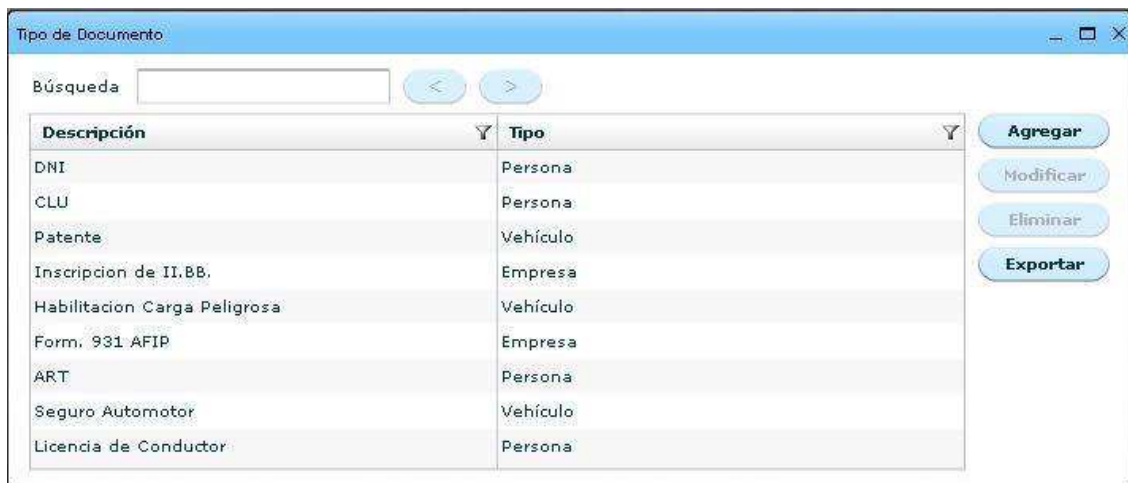 Tipo de Documento
Búsqueda < >
Descripción Tipo
DNI Persona
CLU Persona
Patente Vehículo
Inscripcion de II.BB. Empresa
Habilitacion Carga Peligrosa Vehículo
Form. 931 AFIP Empresa
ART Persona
Seguro Automotor Vehículo
Licencia de Conductor Persona
Agregar
Modificar
Eliminar
Exportar